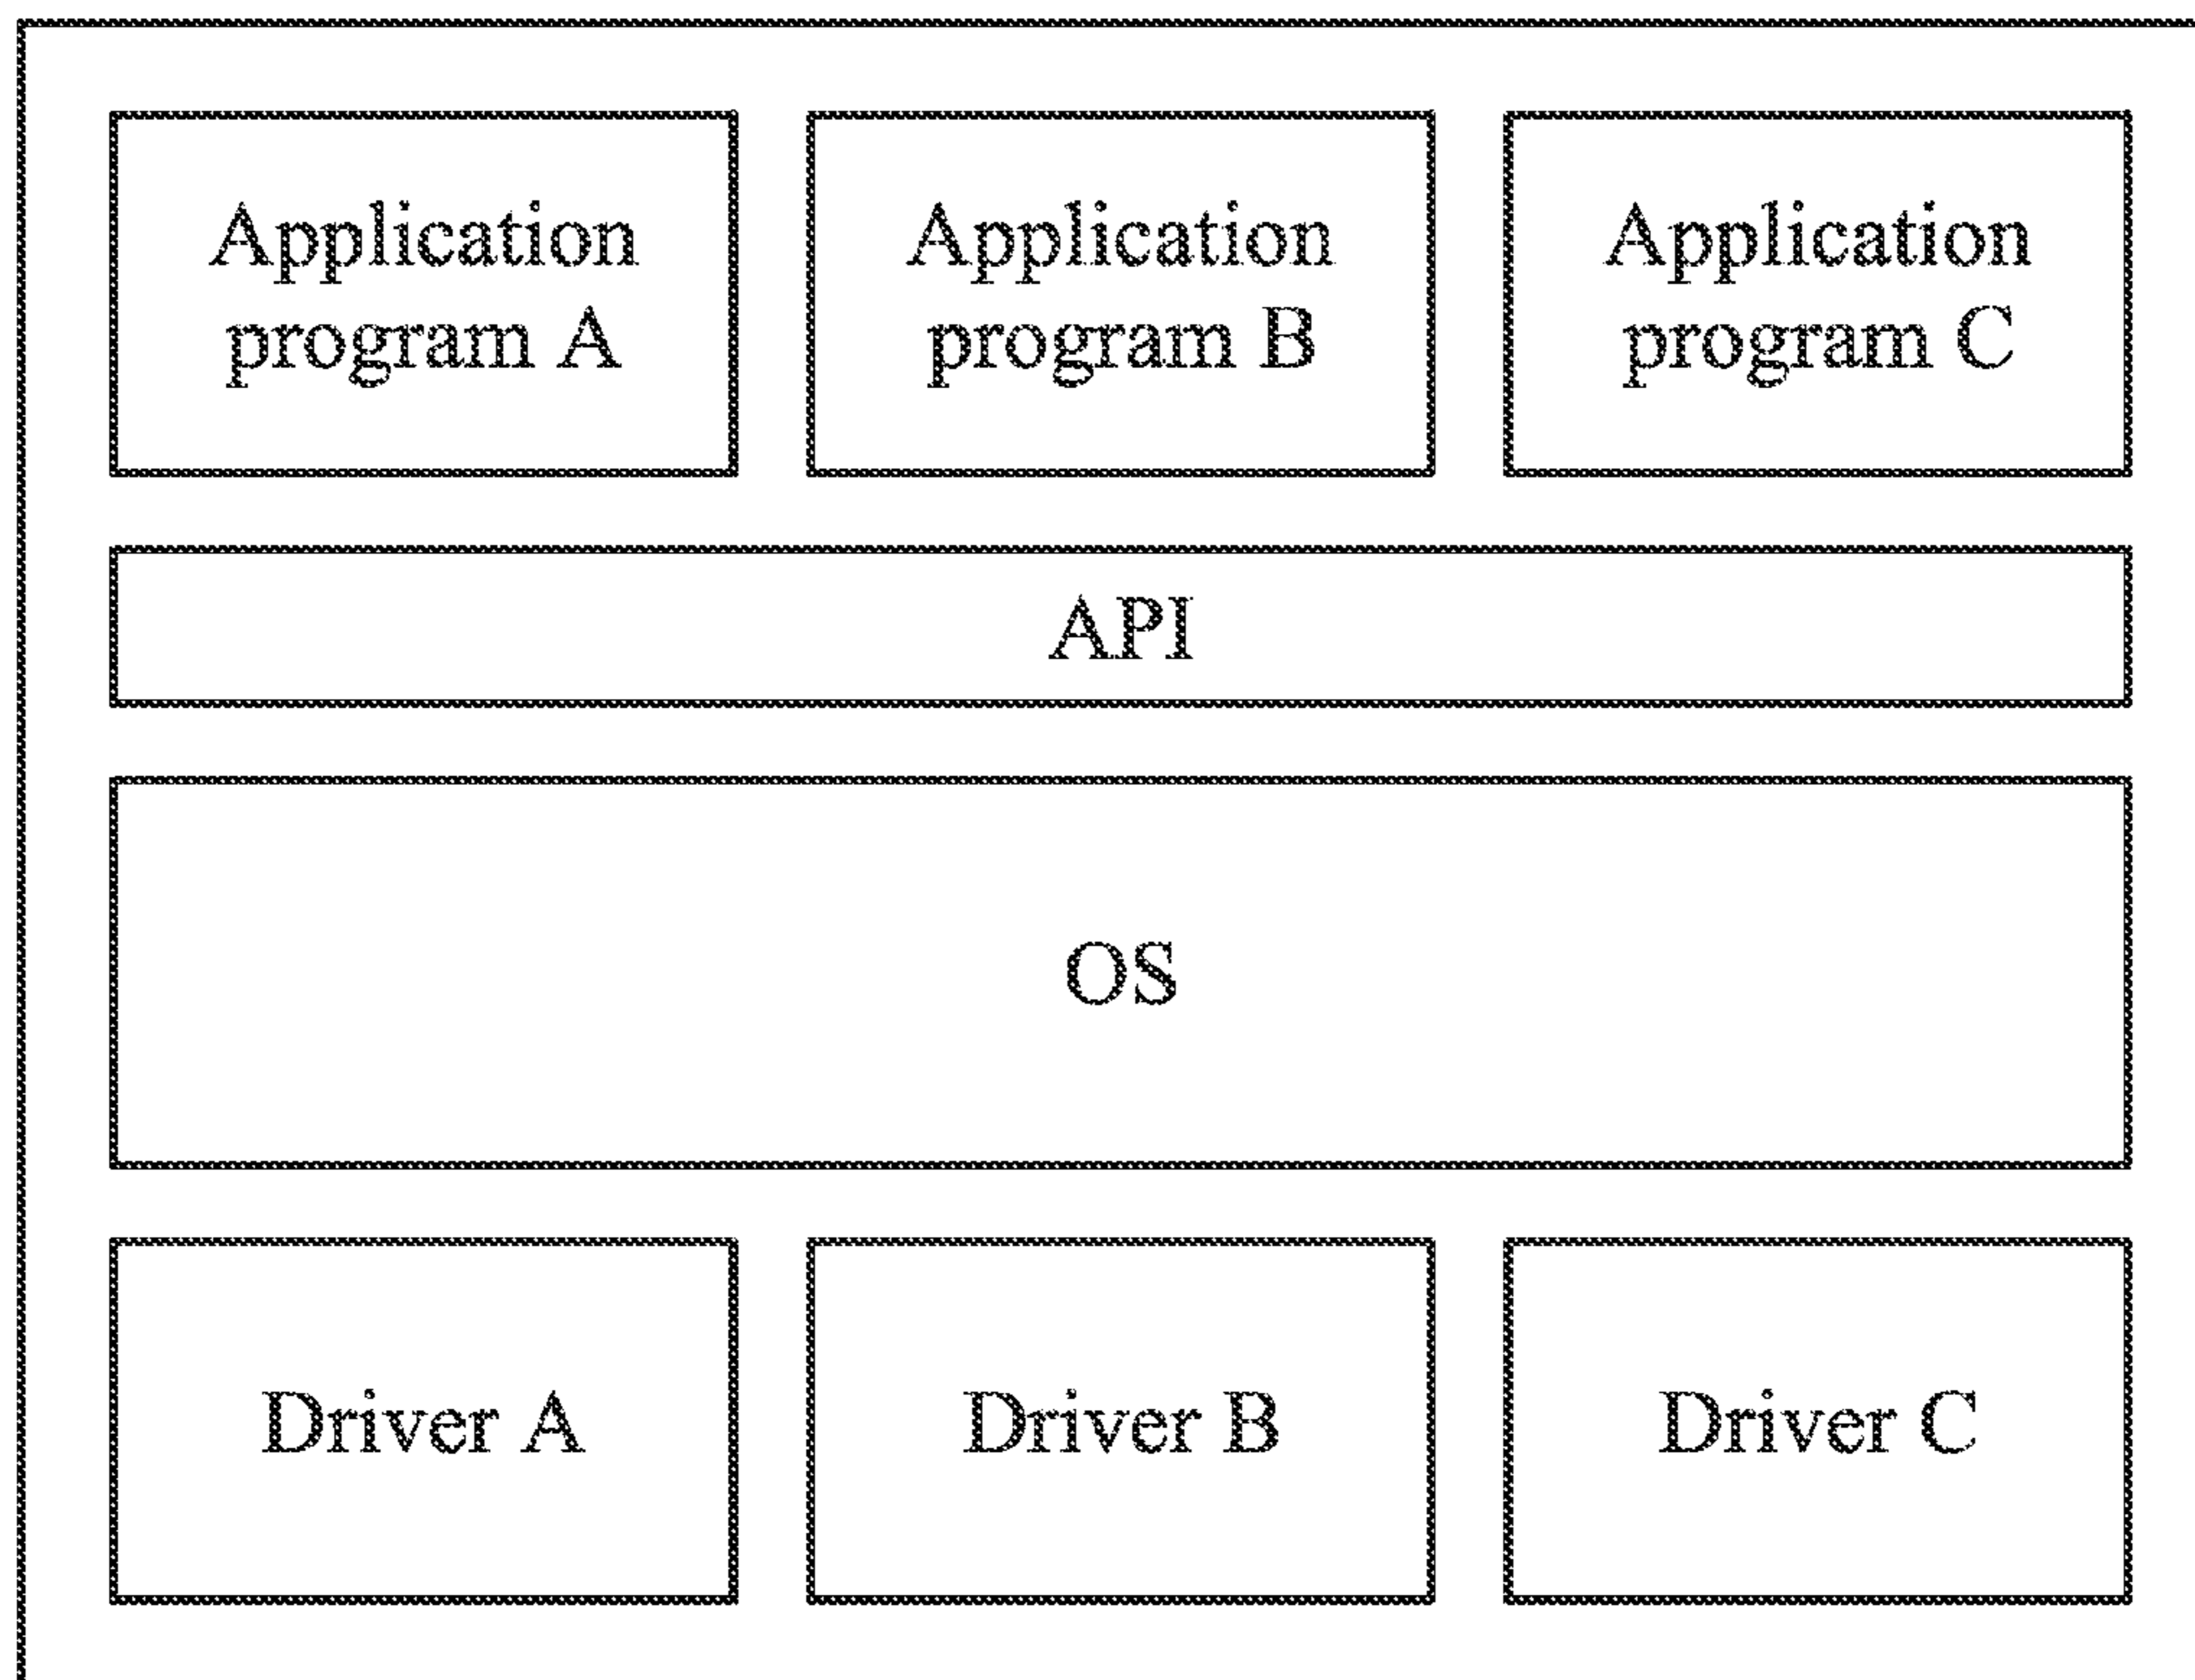 Application
program A
Application
program B
Application
program C
API
OS
Driver A
Driver B
Driver C